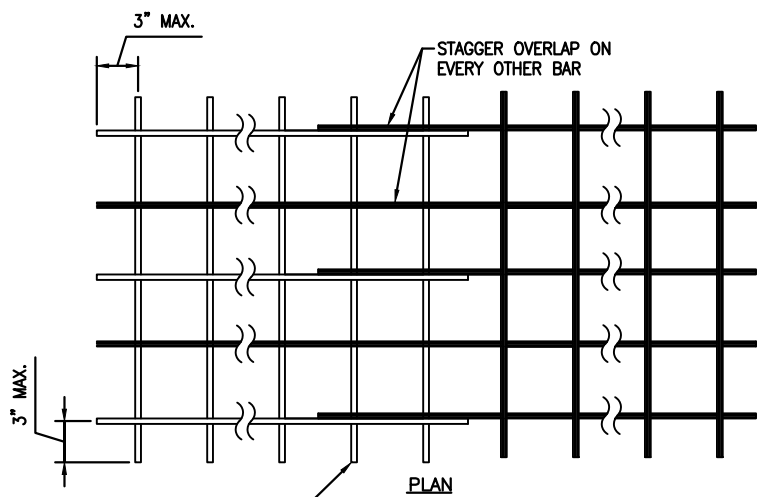 3" MAX.
STAGGER OVERLAP ON
EVERY OTHER BAR
3" MAX.
PLAN